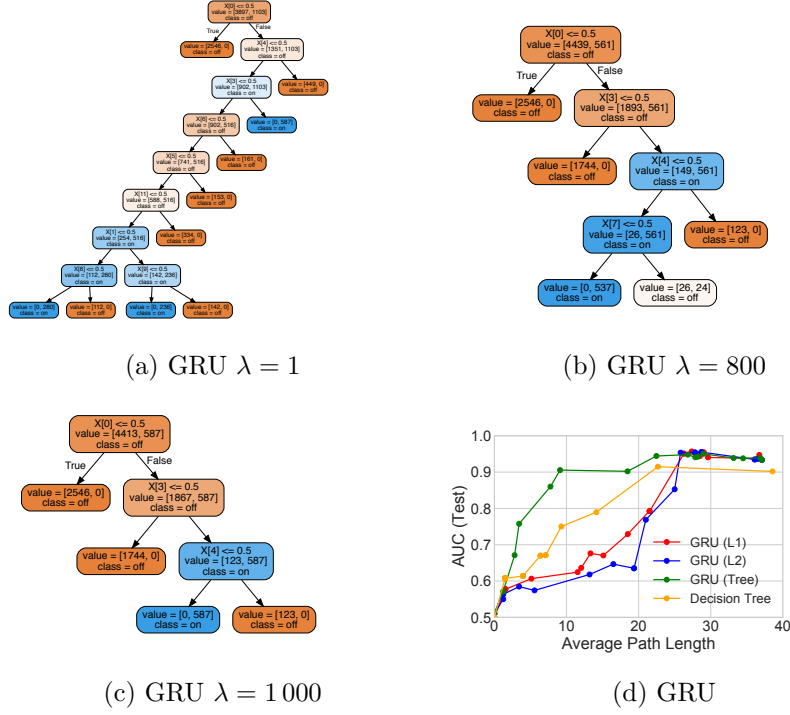 X[0] <= 0.5
value = [3897, 1103]
class = off
True
False
value = [2546, 0]
class = off
X[4] <= 0.5
value = [1351, 1103]
class = off
X[3] <= 0.5
value = [902, 1103]
class = on
value = [449, 0]
class = off
X[6] <= 0.5
value = [902, 516]
class = off
value = [0, 587]
class = on
X[5] <= 0.5
value = [741, 516]
class = off
value = [161, 0]
class = off
X[11] <= 0.5
value = [588, 516]
class = off
value = [153, 0]
class = off
X[1] <= 0.5
value = [254, 516]
class = on
value = [334, 0]
class = off
X[8] <= 0.5
value = [112, 280]
class = on
X[9] <= 0.5
value = [142, 236]
class = on
value = [0, 280]
class = on
value = [112, 0]
class = off
value = [0, 236]
class = on
value = [142, 0]
class = off
(a) GRU λ = 1
X[0] <= 0.5
value = [4439, 561]
class = off
True
False
value = [2546, 0]
class = off
X[3] <= 0.5
value = [1893, 561]
class = off
value = [1744, 0]
class = off
X[4] <= 0.5
value = [149, 561]
class = on
X[7] <= 0.5
value = [26, 561]
class = on
value = [123, 0]
class = off
value = [0, 537]
class = on
value = [26, 24]
class = off
(b) GRU λ = 800
X[0] <= 0.5
value = [4413, 587]
class = off
True
False
value = [2546, 0]
class = off
X[3] <= 0.5
value = [1867, 587]
class = off
value = [1744, 0]
class = off
X[4] <= 0.5
value = [123, 587]
class = on
value = [0, 587]
class = on
value = [123, 0]
class = off
(c) GRU λ = 1 000
AUC (Test)
1.0
0.9
0.8
0.7
0.6
0.5
GRU (L1)
GRU (L2)
GRU (Tree)
Decision Tree
0 10 20 30 40
Average Path Length
(d) GRU